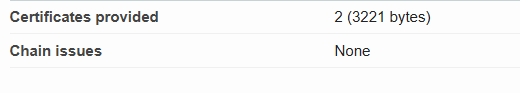 Certificates provided 2 (3221 bytes)
Chain issues None